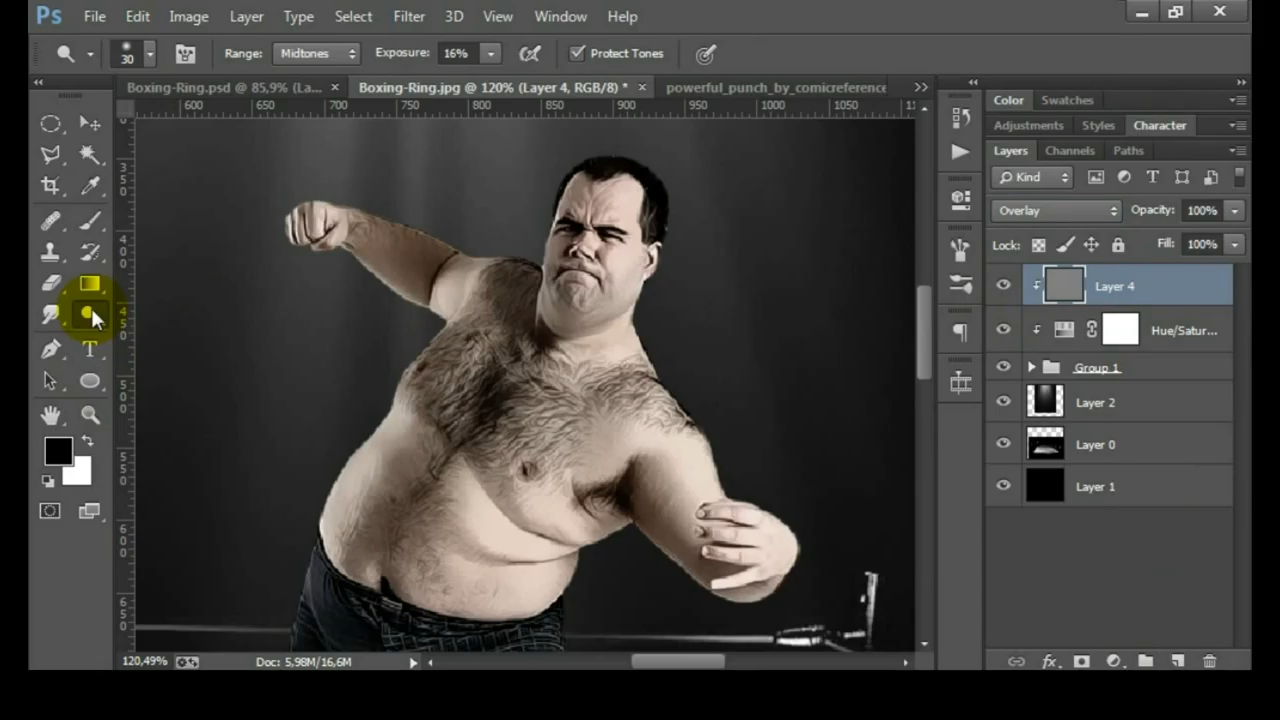 Ps File Edit Image Layer Type Select Filter 3D View Window Help
30 Range: Midtones Exposure: 16% Protect Tones
Boxing-Ring.psd @ 85,9% (La... × Boxing-Ring.jpg @ 120% (Layer 4, RGB/8) * × powerful_punch_by_comicreference
600 650 700 750 800 850 900 950 1000 1050 11
0
350
400
450
500
550
600
650
T
Color Swatches
Adjustments Styles Character
Layers Channels Paths
Kind T
Overlay Opacity: 100%
Lock: Fill: 100%
Layer 4
Hue/Satur...
Group 1
Layer 2
Layer 0
Layer 1
120,49% Doc: 5,98M/16,6M
fx